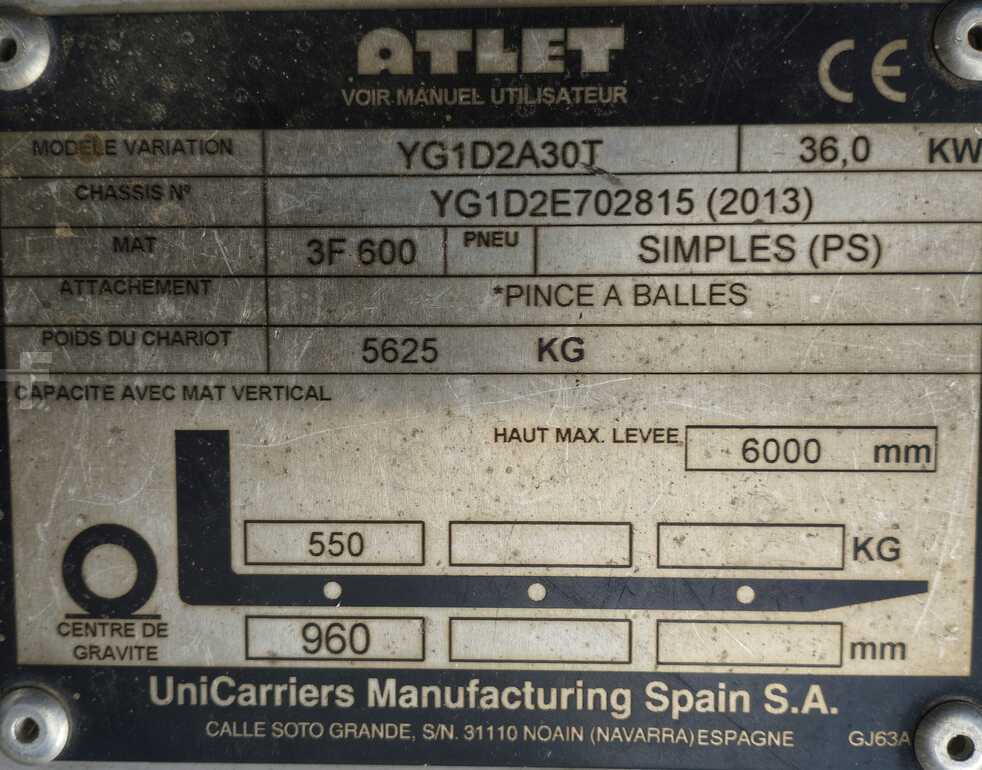 ATLET
VOIR MANUEL UTILISATEUR
CE
MODELE VARIATION YG1D2A30T 36,0 KW
CHASSIS Nº YG1D2E702815 (2013)
MAT 3F 600 PNEU SIMPLES (PS)
ATTACHEMENT *PINCE A BALLES
POIDS DU CHARIOT 5625 KG
CAPACITE AVEC MAT VERTICAL
HAUT MAX. LEVEE 6000 mm
550 KG
CENTRE DE
GRAVITE
960 mm
UniCarriers Manufacturing Spain S.A.
CALLE SOTO GRANDE, S/N. 31110 NOAIN (NAVARRA) ESPAGNE GJ63A